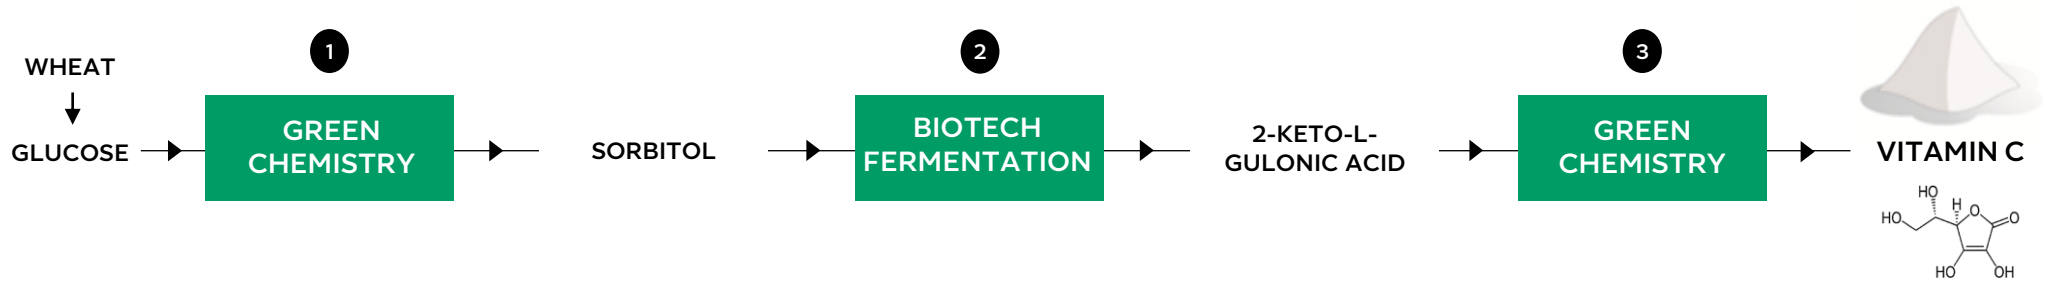 1
2
3
WHEAT
GLUCOSE
GREEN
CHEMISTRY
SORBITOL
BIOTECH
FERMENTATION
2-KETO-L-
GULONIC ACID
GREEN
CHEMISTRY
VITAMIN C
HO
HO
H
O
O
HO
OH